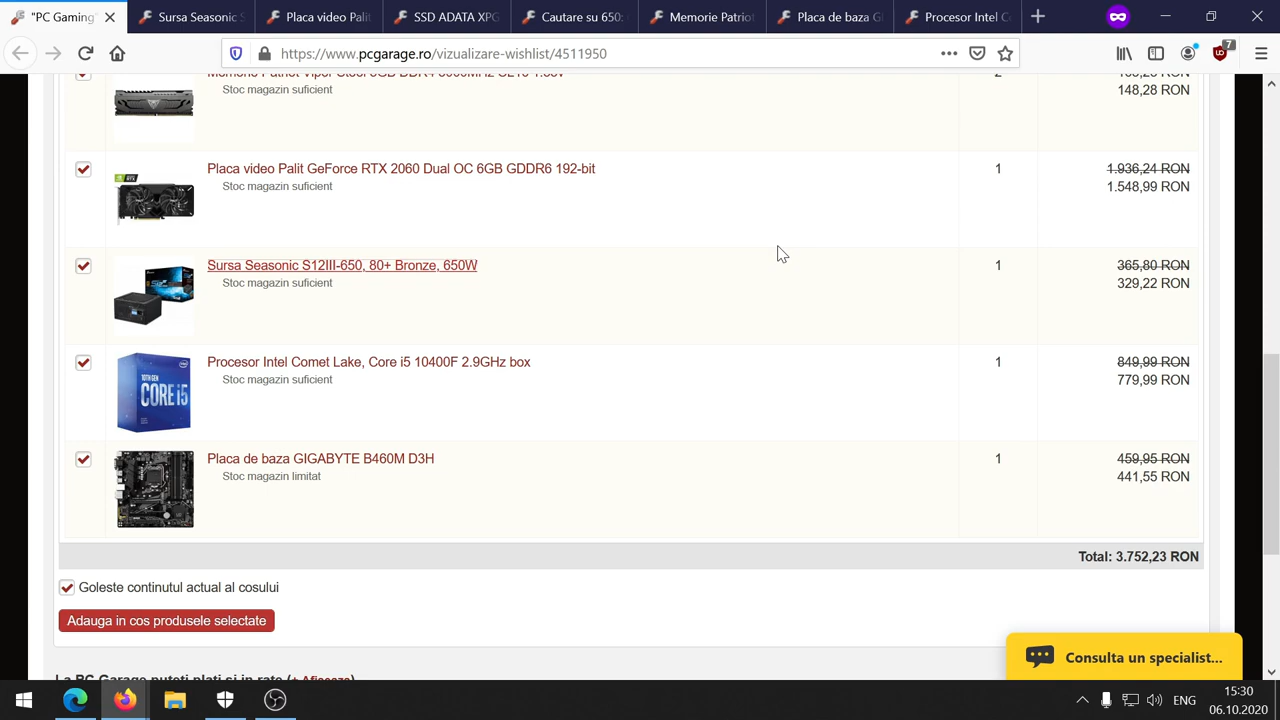 "PC Gaming
Sursa Seasonic S
Placa video Palit
SSD ADATA XPG
Cautare su 650:
Memorie Patriot
Placa de baza G
Procesor Intel Co
https://www.pcgarage.ro/vizualizare-wishlist/4511950
7
Stoc magazin suficient
148,28 RON
Placa video Palit GeForce RTX 2060 Dual OC 6GB GDDR6 192-bit
1
1.936,24 RON
Stoc magazin suficient
1.548,99 RON
Sursa Seasonic S12III-650, 80+ Bronze, 650W
1
365,80 RON
Stoc magazin suficient
329,22 RON
Procesor Intel Comet Lake, Core i5 10400F 2.9GHz box
1
849,99 RON
Stoc magazin suficient
779,99 RON
10TH GEN
CORE i5
Placa de baza GIGABYTE B460M D3H
1
459,95 RON
Stoc magazin limitat
441,55 RON
Total: 3.752,23 RON
Goleste continutul actual al cosului
Adauga in cos produsele selectate
Consulta un specialist...
ENG
15:30
06.10.2020